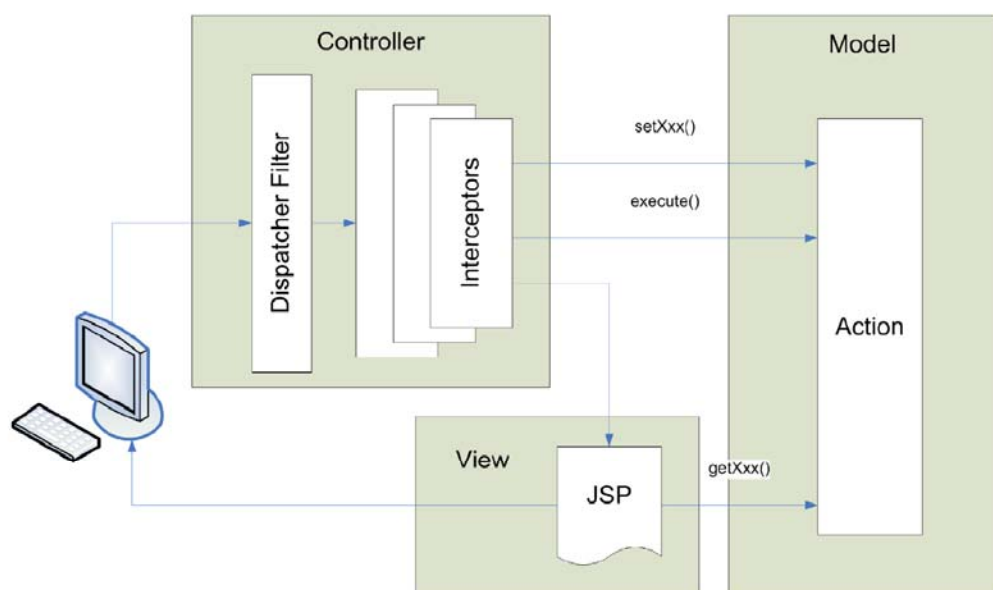 Controller
Model
Dispatcher Filter
Interceptors
setXxx()
execute()
Action
View
JSP
getXxx()